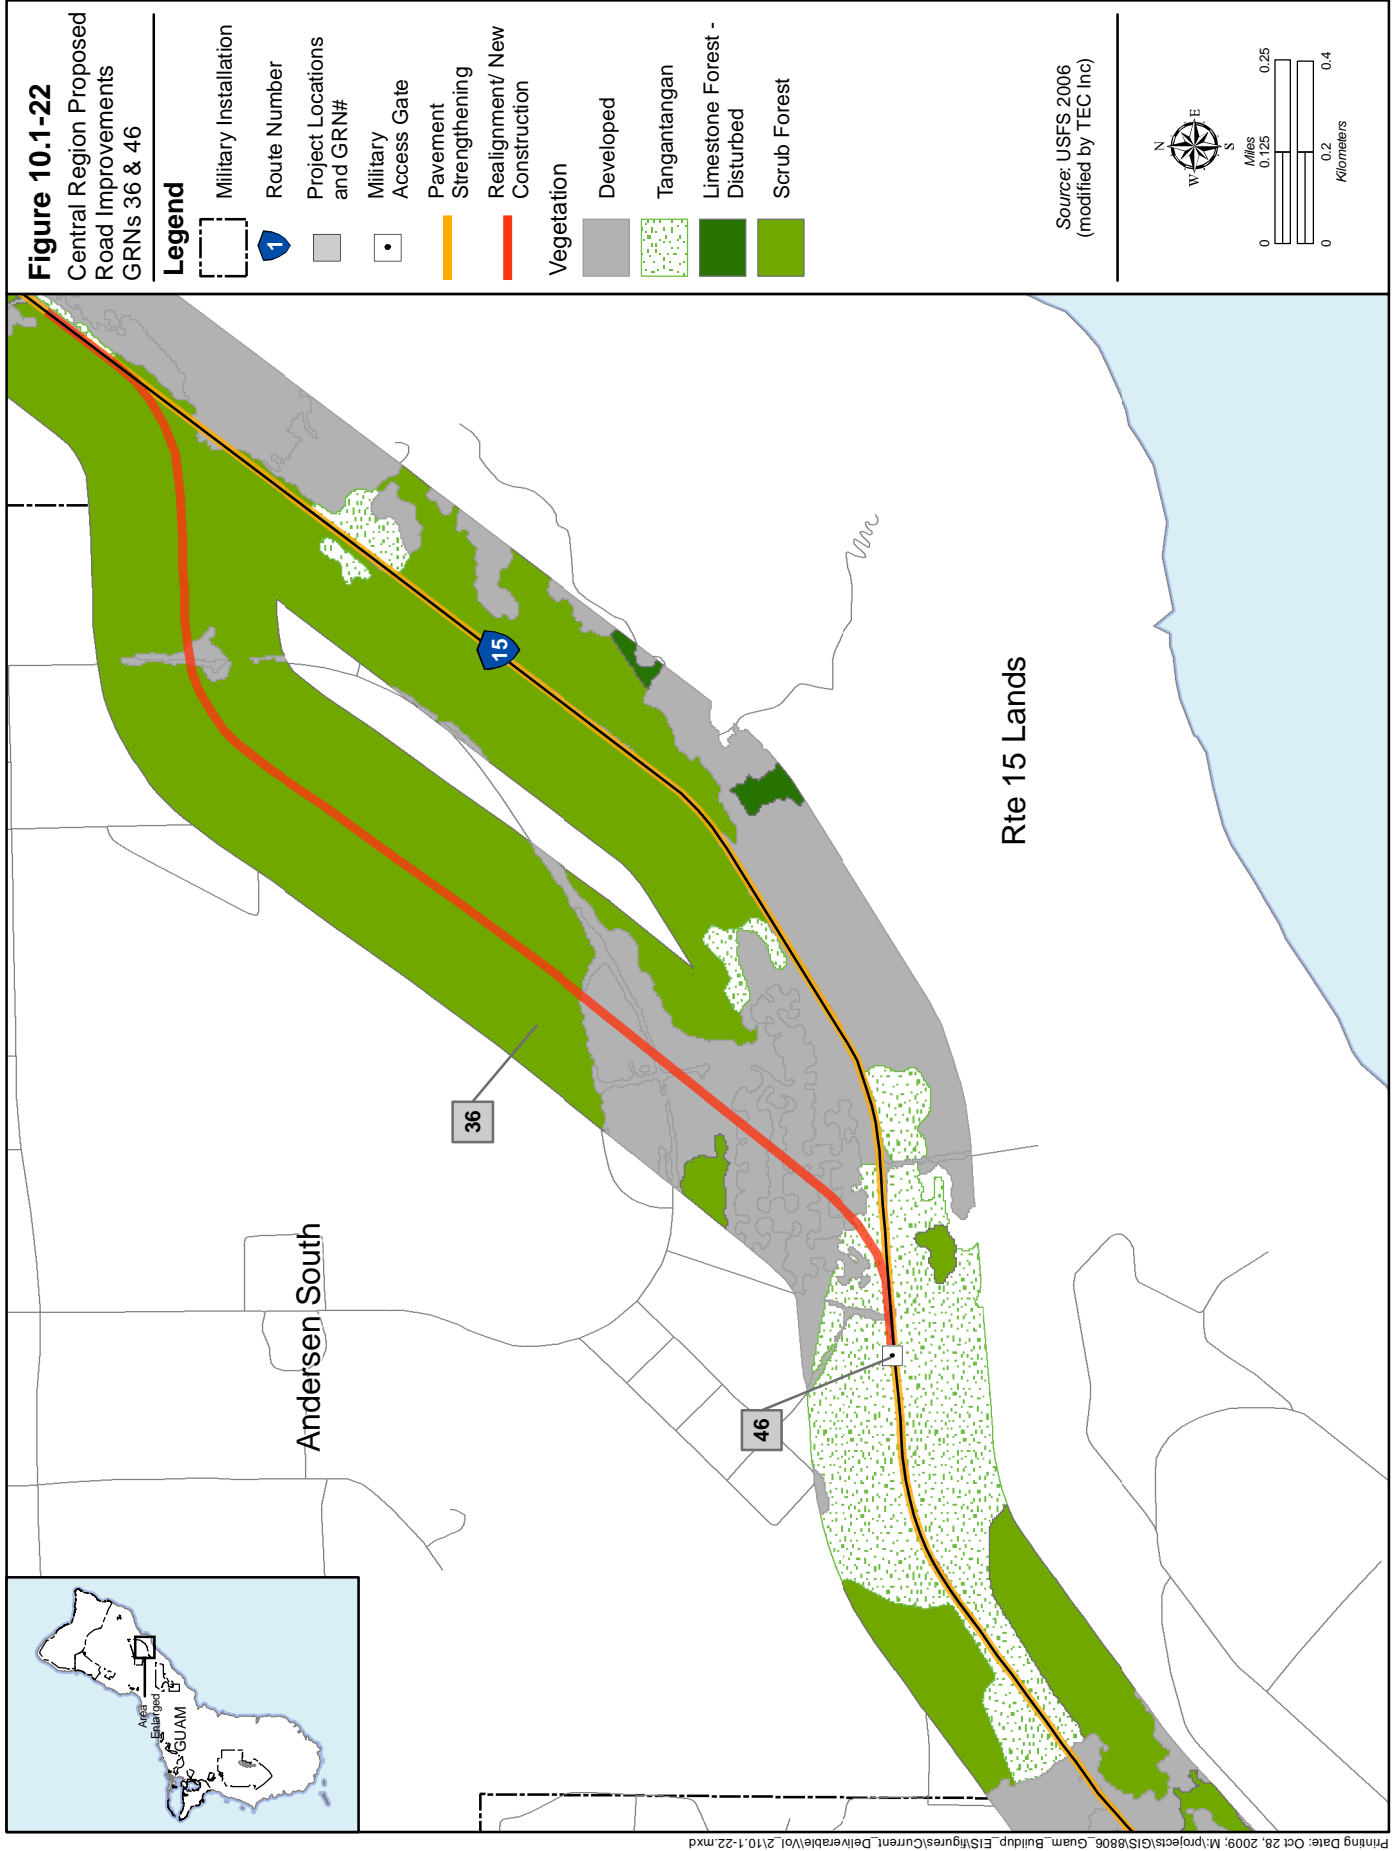 Figure 10.1-22
Central Region Proposed
Road Improvements
GRNs 36 & 46
Legend
Military Installation
1
Route Number
Project Locations
and GRN#
Military
Access Gate
Pavement
Strengthening
Realignment/ New
Construction
Vegetation
Developed
Tangantangan
Limestone Forest -
Disturbed
Scrub Forest
Source: USFS 2006
(modified by TEC Inc)
N
W
E
S
Miles
0
0.125
0.25
0
0.2
0.4
Kilometers
Area
Enlarged
GUAM
Andersen South
36
46
15
Rte 15 Lands
Printing Date: Oct 28, 2009, M:\projects\GIS\8806_Guam_Buildup_EIS\figures\Current_Deliverable\Vol_2\10.1-22.mxd